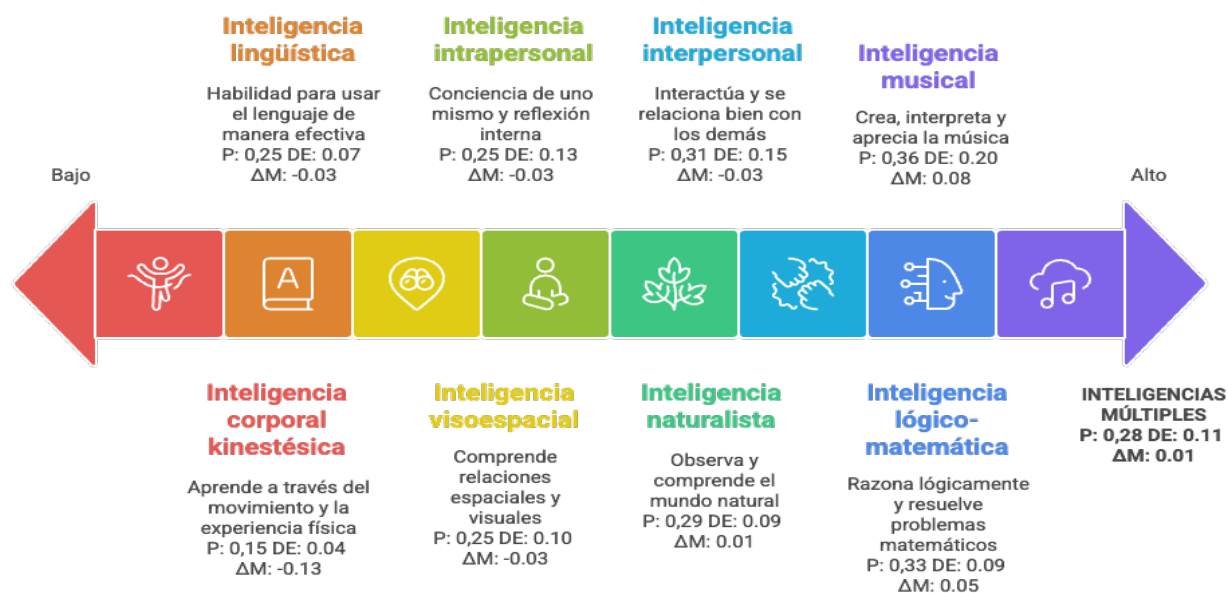 Inteligencia
lingüística
Habilidad para usar
el lenguaje de
manera efectiva
P: 0,25 DE: 0.07
ΔM: -0.03
Inteligencia
intrapersonal
Conciencia de uno
mismo y reflexión
interna
P: 0,25 DE: 0.13
ΔM: -0.03
Inteligencia
interpersonal
Interactúa y se
relaciona bien con
los demás
P: 0,31 DE: 0.15
ΔM: -0.03
Inteligencia
musical
Crea, interpreta y
aprecia la música
P: 0,36 DE: 0.20
ΔM: 0.08
Bajo
Alto
A
Inteligencia
corporal
kinestésica
Aprende a través del
movimiento y la
experiencia física
P: 0,15 DE: 0.04
ΔM: -0.13
Inteligencia
visoespacial
Comprende
relaciones
espaciales y
visuales
P: 0,25 DE: 0.10
ΔM: -0.03
Inteligencia
naturalista
Observa y
comprende el
mundo natural
P: 0,29 DE: 0.09
ΔM: 0.01
Inteligencia
lógico-
matemática
Razona lógicamente
y resuelve
problemas
matemáticos
P: 0,33 DE: 0.09
ΔM: 0.05
INTELIGENCIAS
MÚLTIPLES
P: 0,28 DE: 0.11
ΔM: 0.01